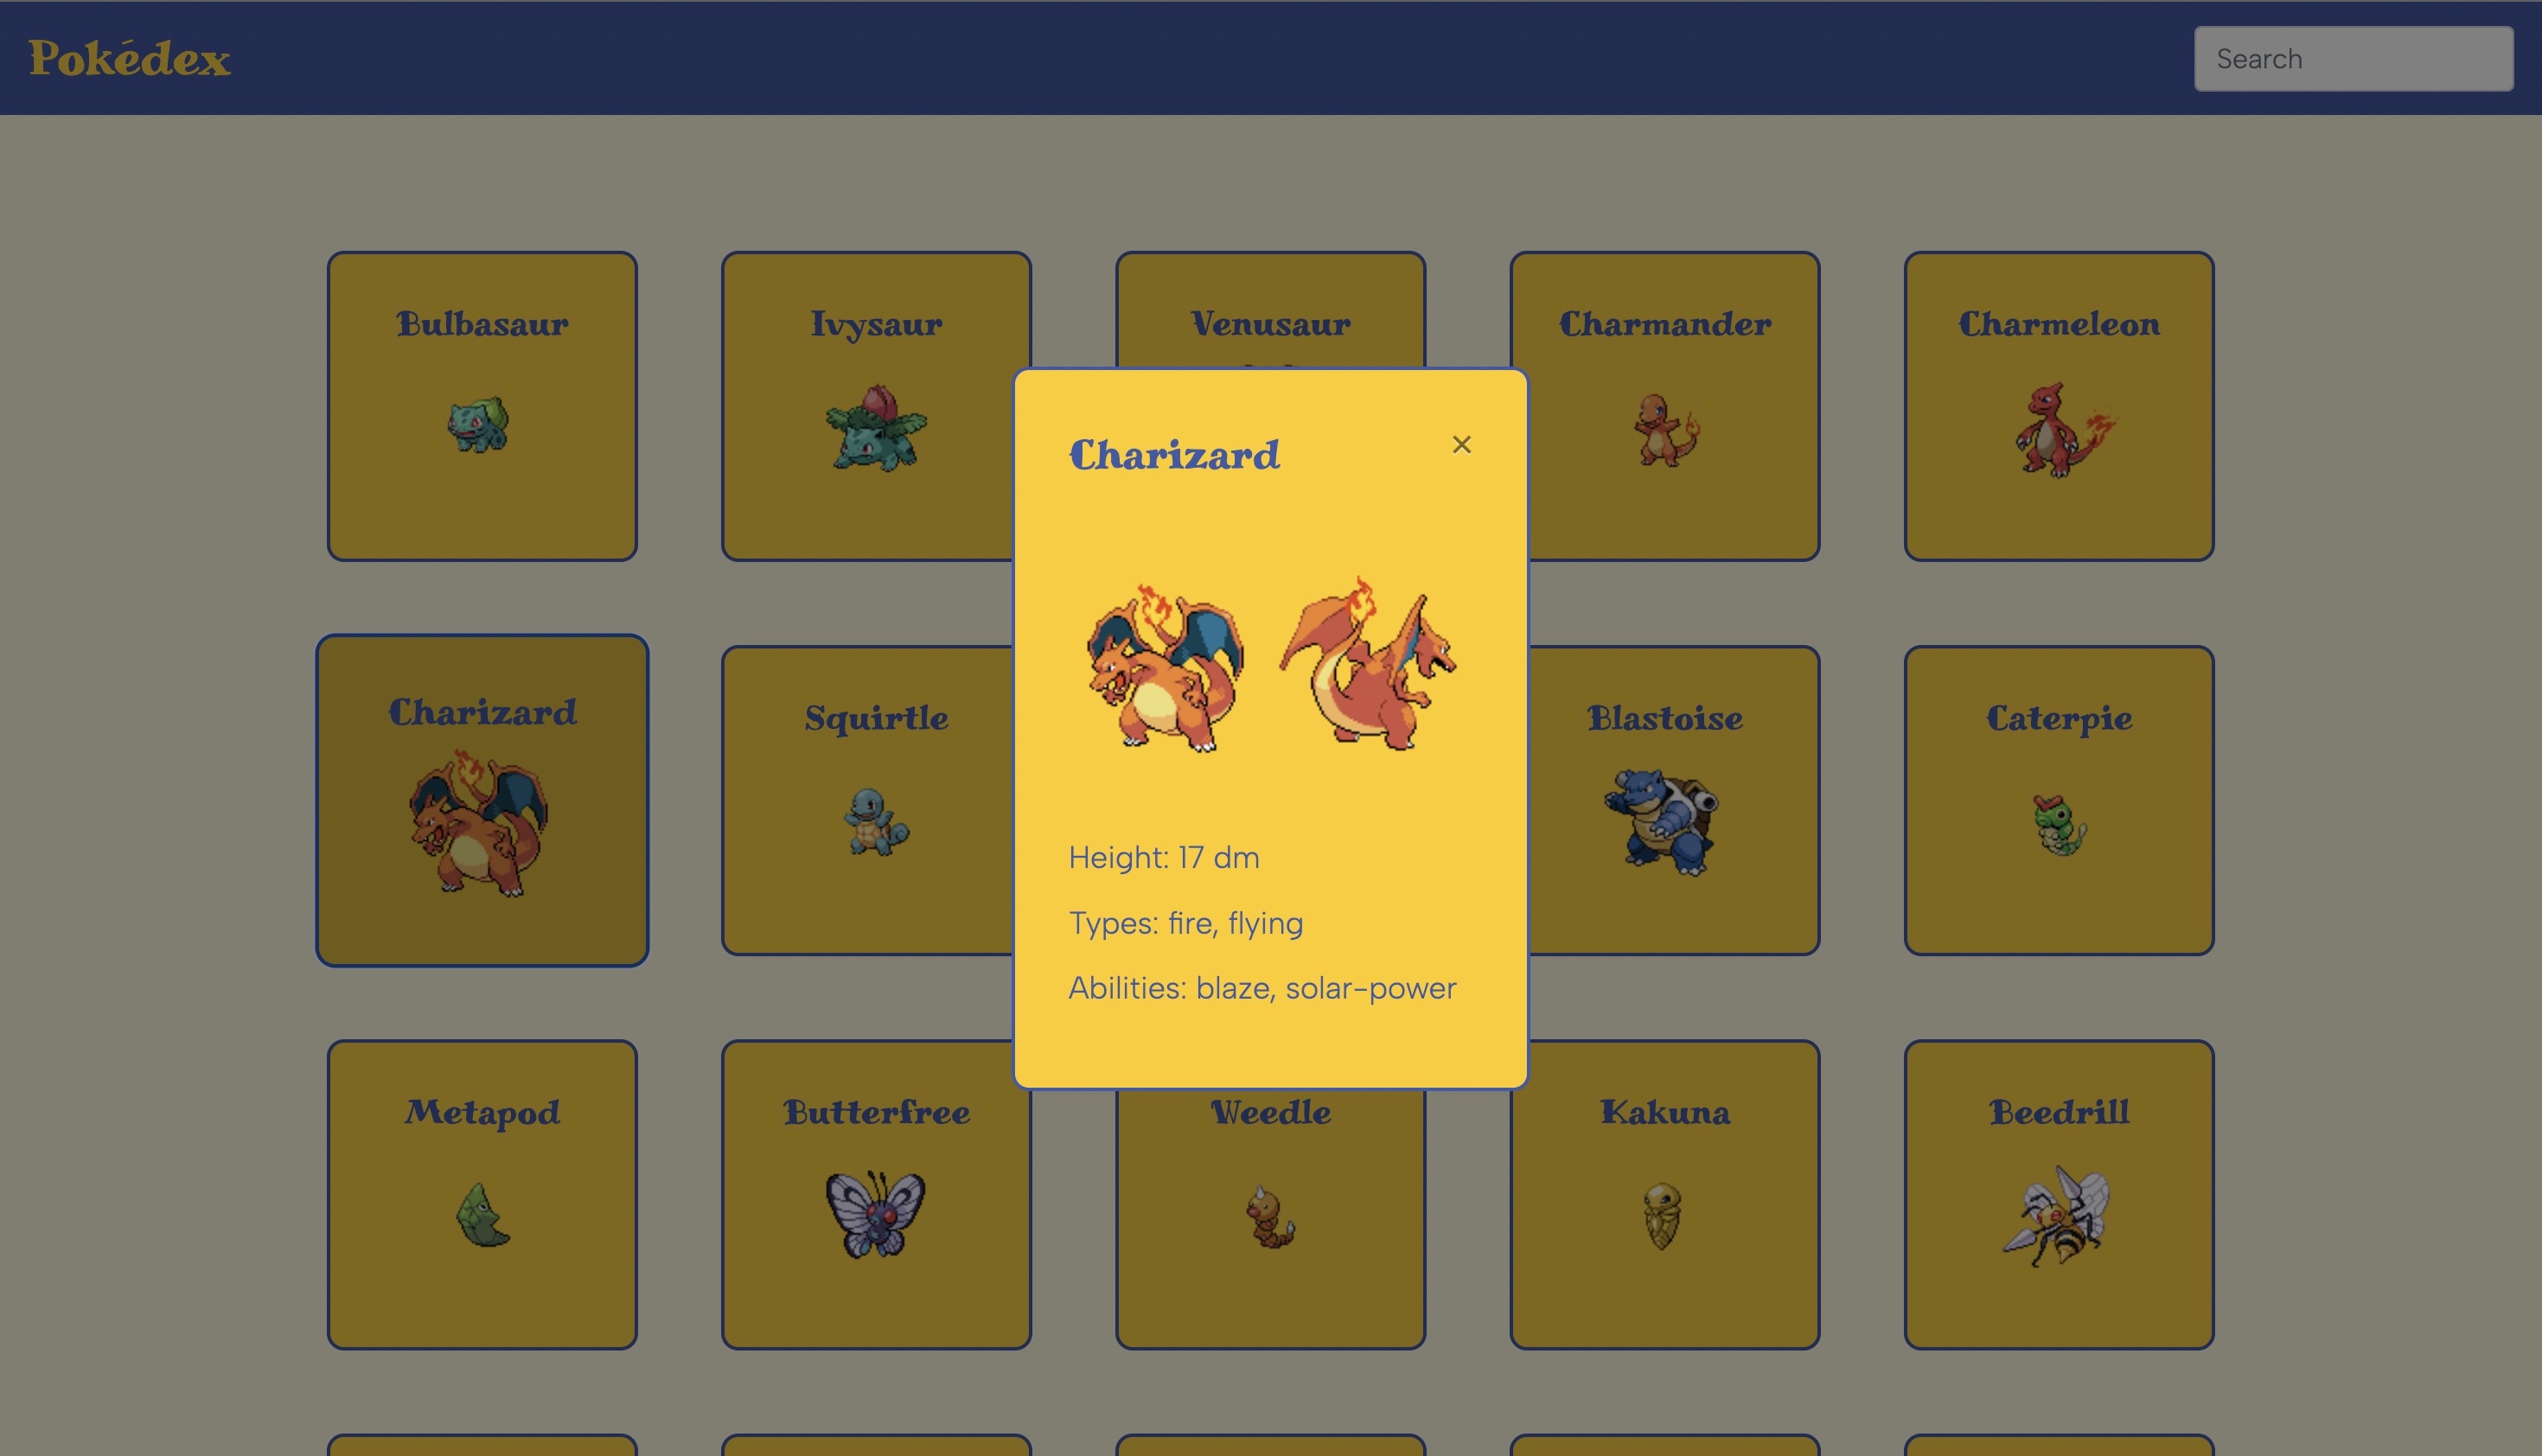 Pokédex
Search
Bulbasaur
Ivysaur
Venusaur
Charmander
Charmeleon
Charizard
Height: 17 dm
Types: fire, flying
Abilities: blaze, solar-power
Charizard
Squirtle
Blastoise
Caterpie
Metapod
Butterfree
Weedle
Kakuna
Beedrill